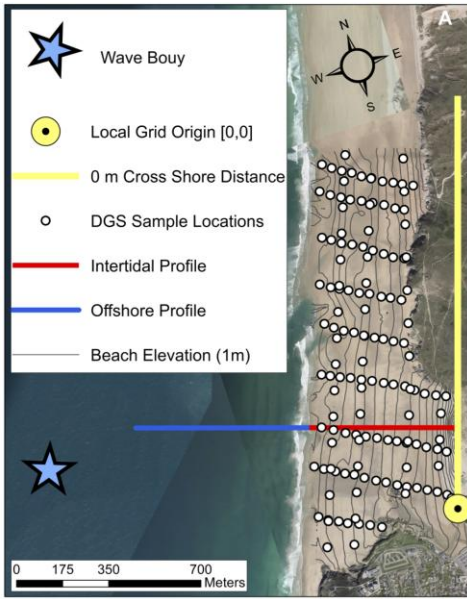 A
N
E
W
S
Wave Bouy
Local Grid Origin [0,0]
0 m Cross Shore Distance
DGS Sample Locations
Intertidal Profile
Offshore Profile
Beach Elevation (1m)
0 175 350 700
Meters